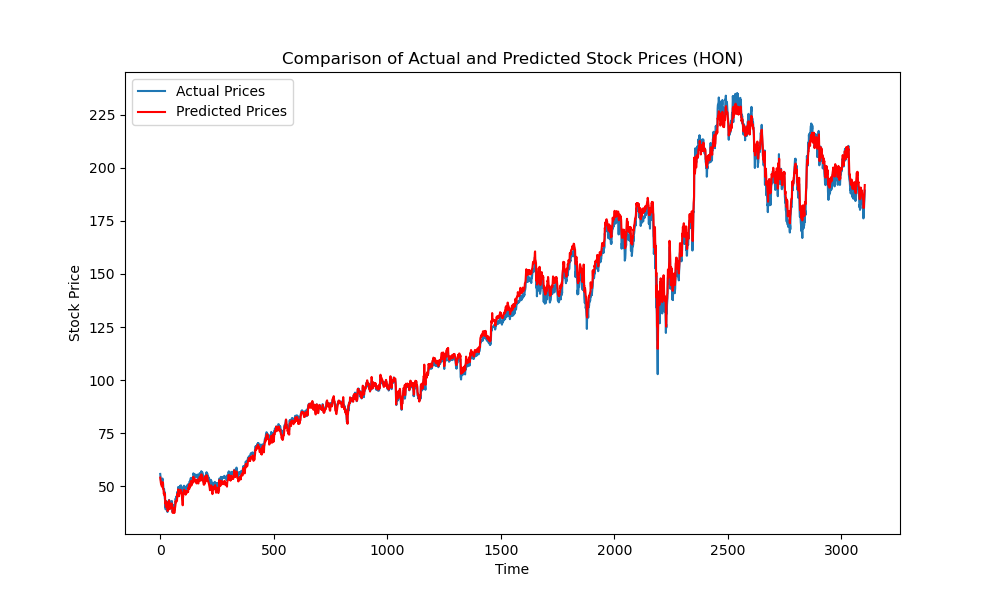 Comparison of Actual and Predicted Stock Prices (HON)
Actual Prices
Predicted Prices
Stock Price
225
200
175
150
125
100
75
50
0 500 1000 1500 2000 2500 3000
Time